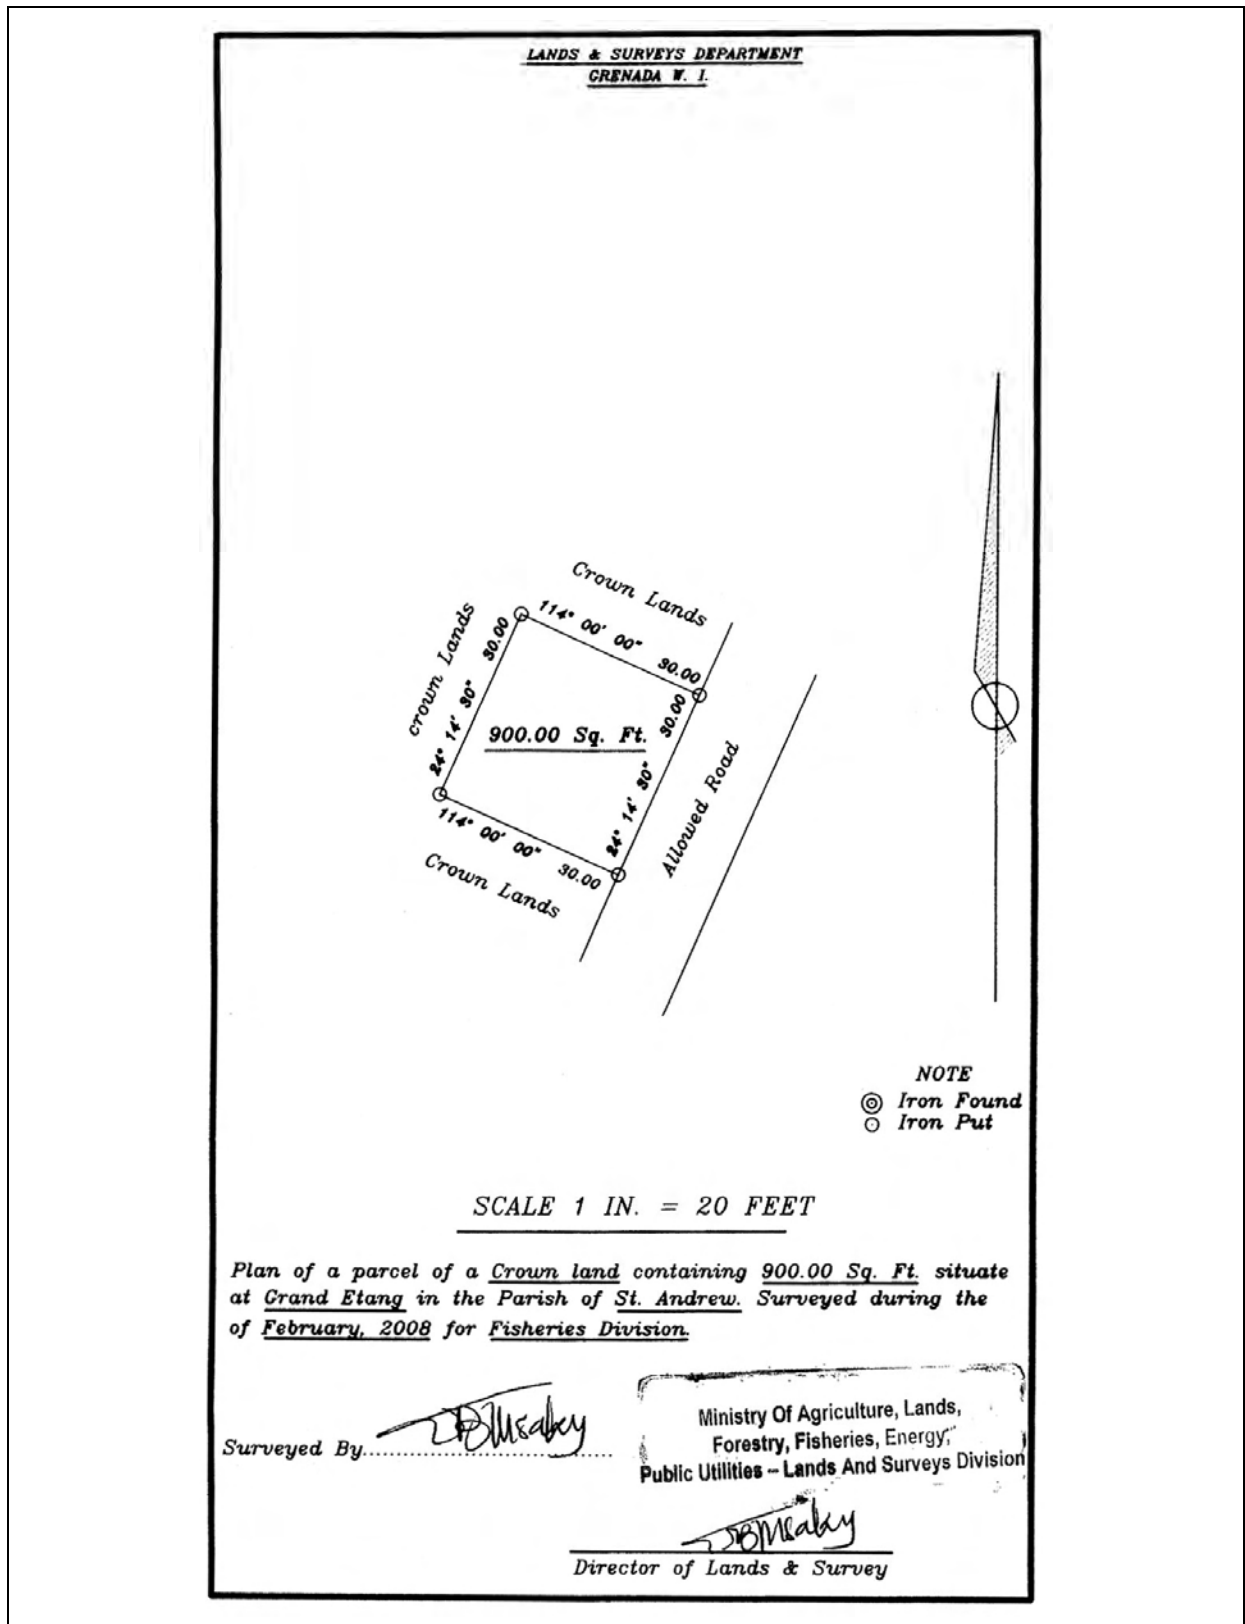 LANDS & SURVEYS DEPARTMENT
GRENADA W. I.
Crown Lands
114° 00' 00" 30.00
crown Lands
24° 14' 30" 30.00
900.00 Sq. Ft.
24° 14' 30" 30.00
Allowed Road
114° 00' 00" 30.00
Crown Lands
NOTE
Iron Found
Iron Put
SCALE 1 IN. = 20 FEET
Plan of a parcel of a Crown land containing 900.00 Sq. Ft. situate
at Grand Etang in the Parish of St. Andrew. Surveyed during the
of February, 2008 for Fisheries Division.
Ministry Of Agriculture, Lands,
Forestry, Fisheries, Energy,
Public Utilities – Lands And Surveys Division
Surveyed By
Director of Lands & Survey